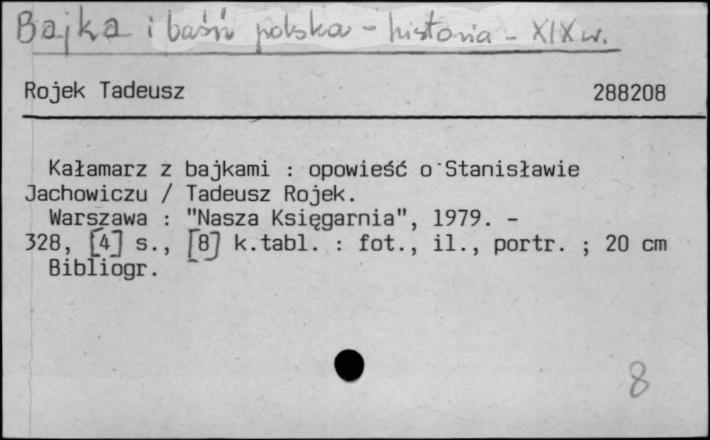 Bajka i baśń polska - historia - XIX w.
Rojek Tadeusz 288208
Kałamarz z bajkami : opowieść o Stanisławie
Jachowiczu / Tadeusz Rojek.
Warszawa : "Nasza Księgarnia", 1979. -
328, [4] s., [8] k.tabl. : fot., il., portr. ; 20 cm
Bibliogr.
8